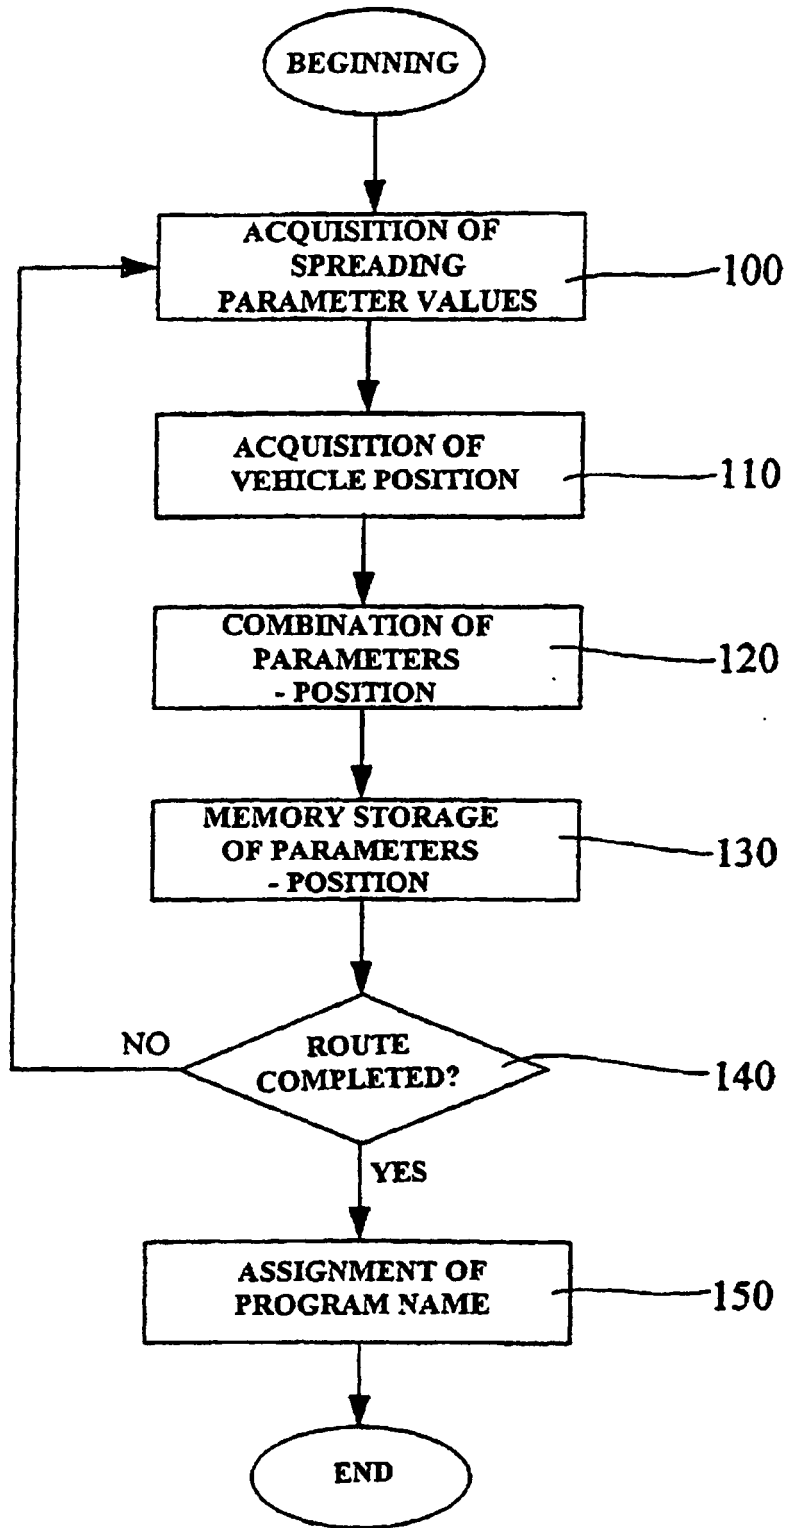 BEGINNING
ACQUISITION OF
SPREADING
PARAMETER VALUES
100
ACQUISITION OF
VEHICLE POSITION
110
COMBINATION OF
PARAMETERS
- POSITION
120
MEMORY STORAGE
OF PARAMETERS
- POSITION
130
NO
ROUTE
COMPLETED?
140
YES
ASSIGNMENT OF
PROGRAM NAME
150
END